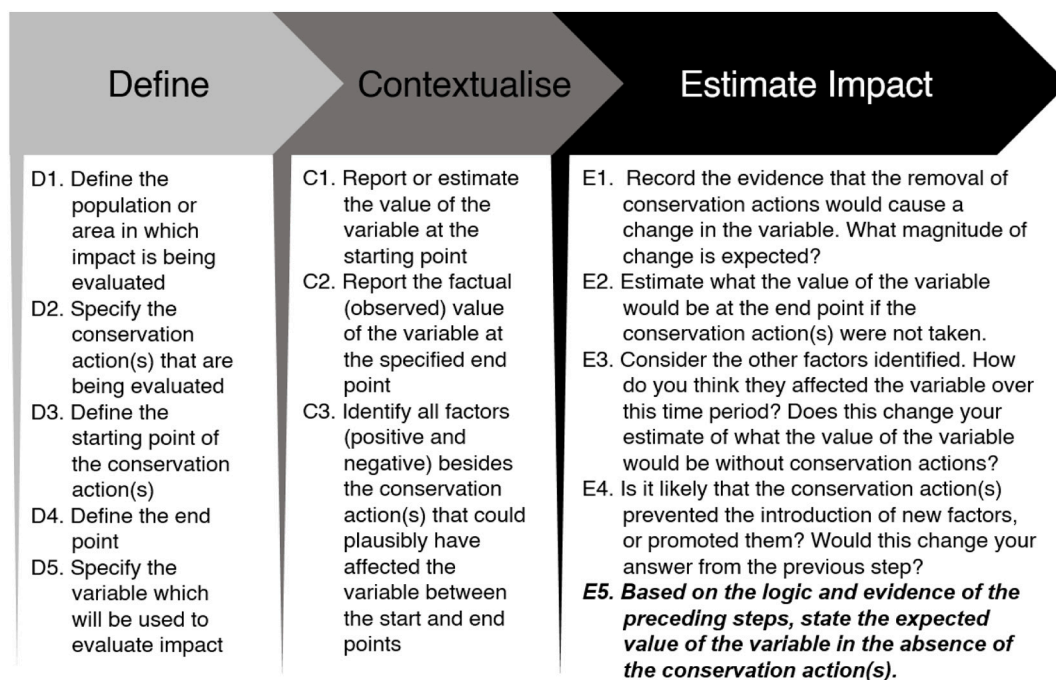 Define
Contextualise
Estimate Impact
D1. Define the
population or
area in which
impact is being
evaluated
D2. Specify the
conservation
action(s) that are
being evaluated
D3. Define the
starting point of
the conservation
action(s)
D4. Define the end
point
D5. Specify the
variable which
will be used to
evaluate impact
C1. Report or estimate
the value of the
variable at the
starting point
C2. Report the factual
(observed) value
of the variable at
the specified end
point
C3. Identify all factors
(positive and
negative) besides
the conservation
action(s) that could
plausibly have
affected the
variable between
the start and end
points
E1. Record the evidence that the removal of
conservation actions would cause a
change in the variable. What magnitude of
change is expected?
E2. Estimate what the value of the variable
would be at the end point if the
conservation action(s) were not taken.
E3. Consider the other factors identified. How
do you think they affected the variable over
this time period? Does this change your
estimate of what the value of the variable
would be without conservation actions?
E4. Is it likely that the conservation action(s)
prevented the introduction of new factors,
or promoted them? Would this change your
answer from the previous step?
E5. Based on the logic and evidence of the
preceding steps, state the expected
value of the variable in the absence of
the conservation action(s).